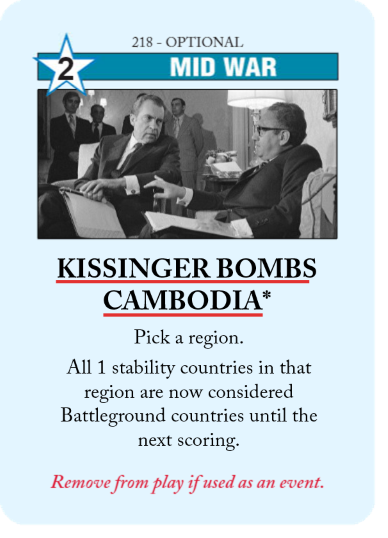 218 - OPTIONAL
2 MID WAR
KISSINGER BOMBS
CAMBODIA*
Pick a region.
All 1 stability countries in that
region are now considered
Battleground countries until the
next scoring.
Remove from play if used as an event.